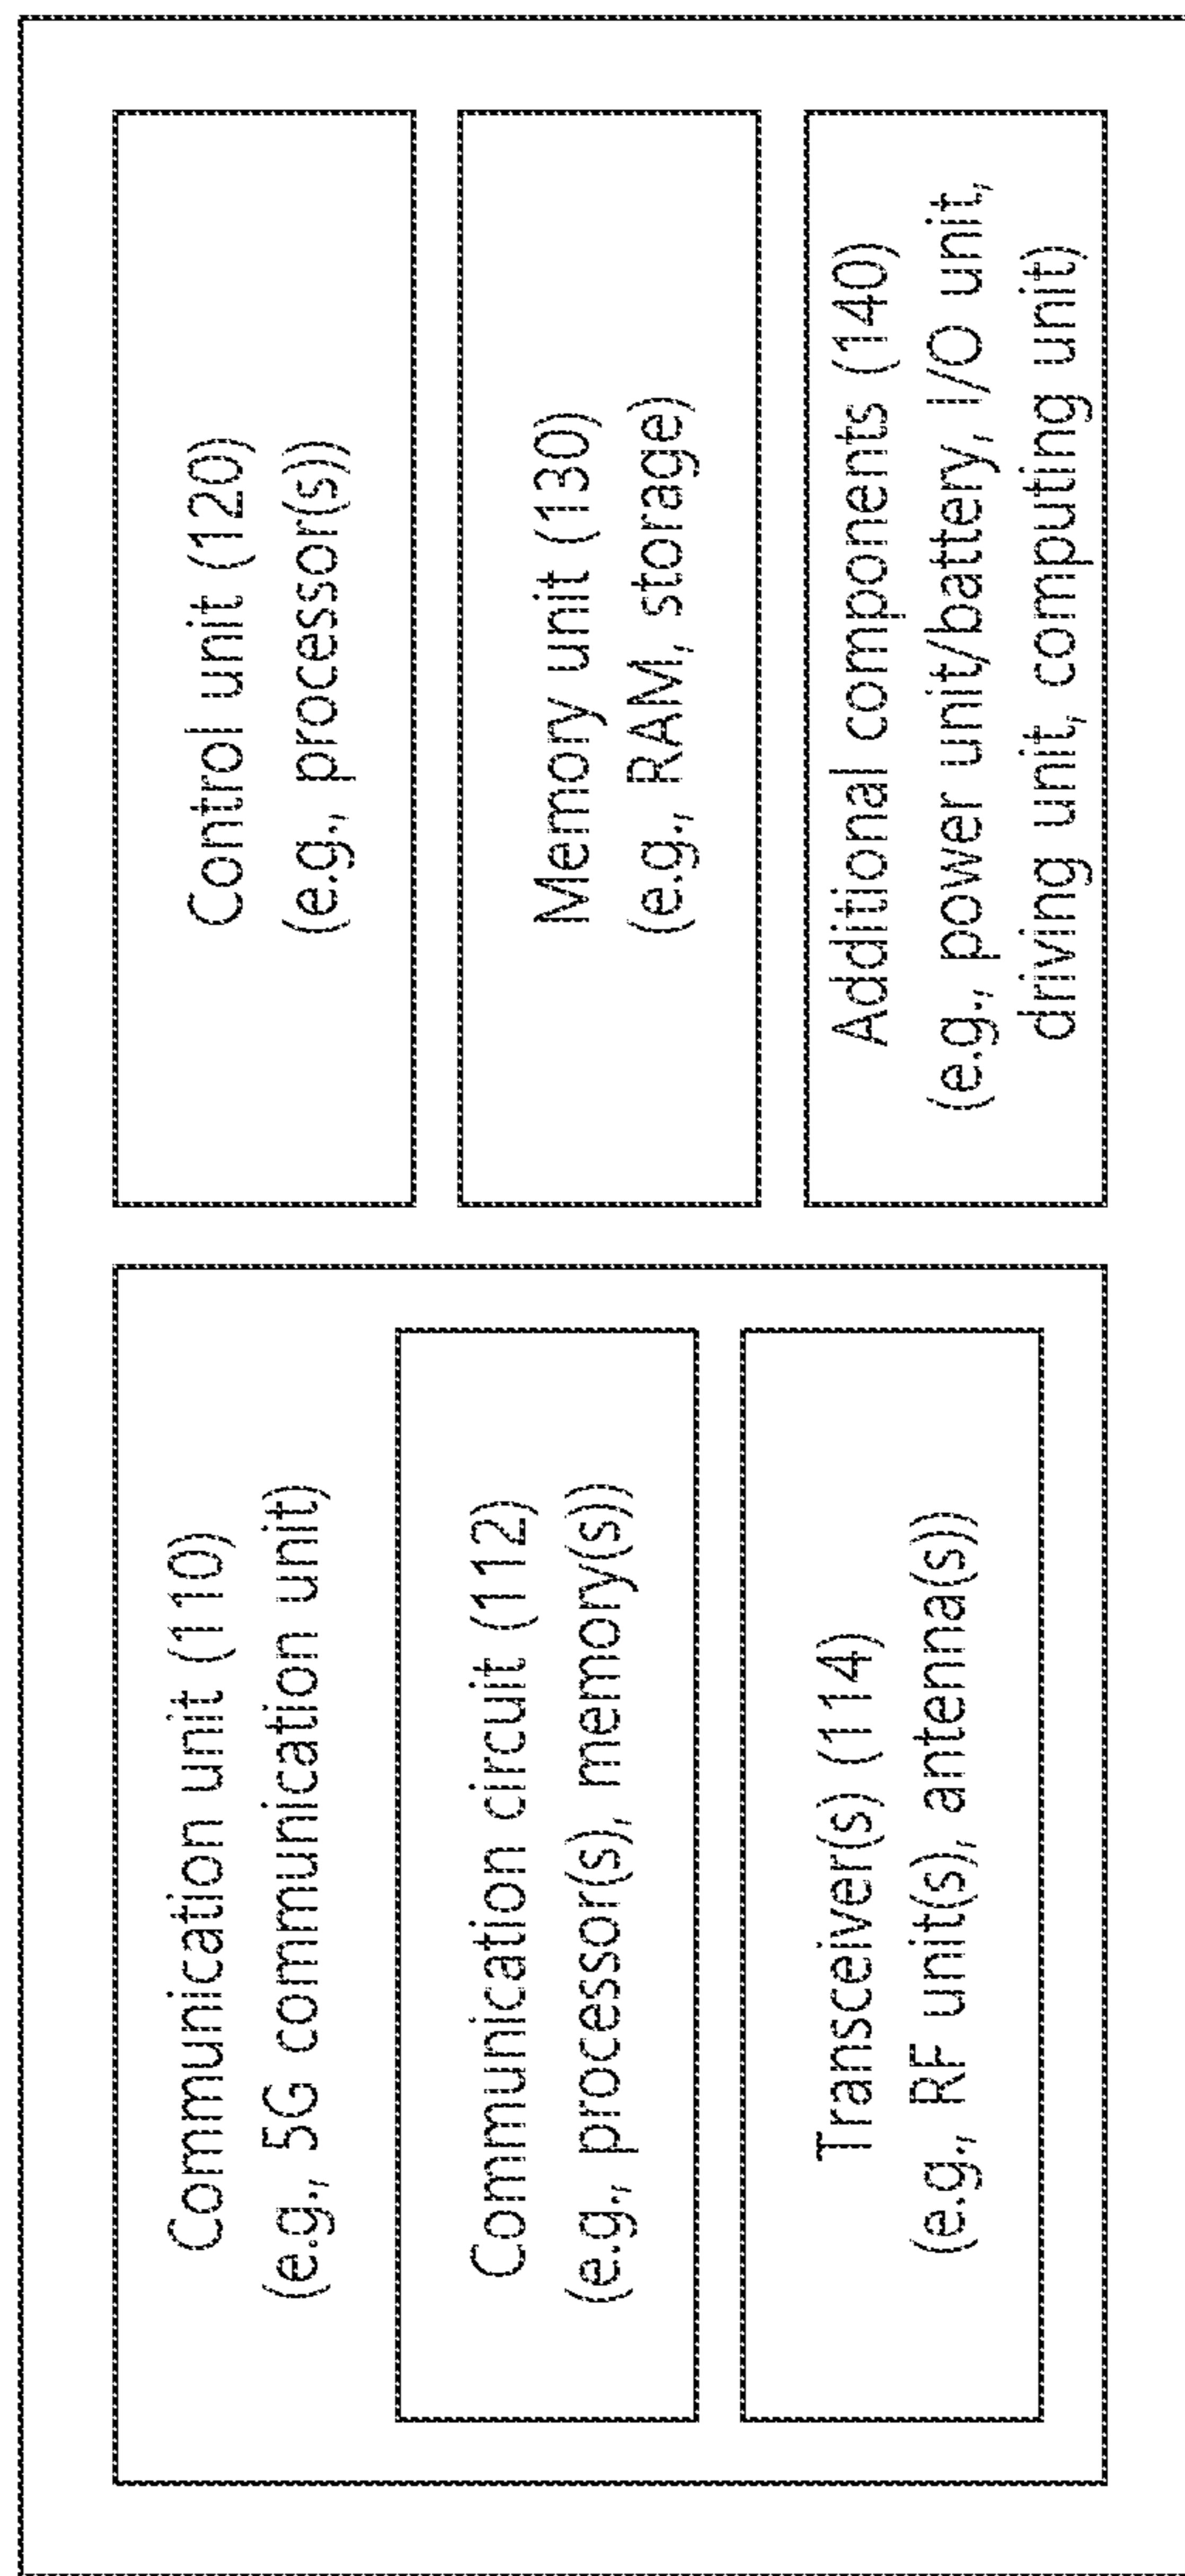 Communication unit (110)
(e.g., 5G communication unit)
Communication circuit (112)
(e.g., processor(s), memory(s))
Transceiver(s) (114)
(e.g., RF unit(s), antenna(s))
Control unit (120)
(e.g., processor(s))
Memory unit (130)
(e.g., RAM, storage)
Additional components (140)
(e.g., power unit/battery, I/O unit,
driving unit, computing unit)